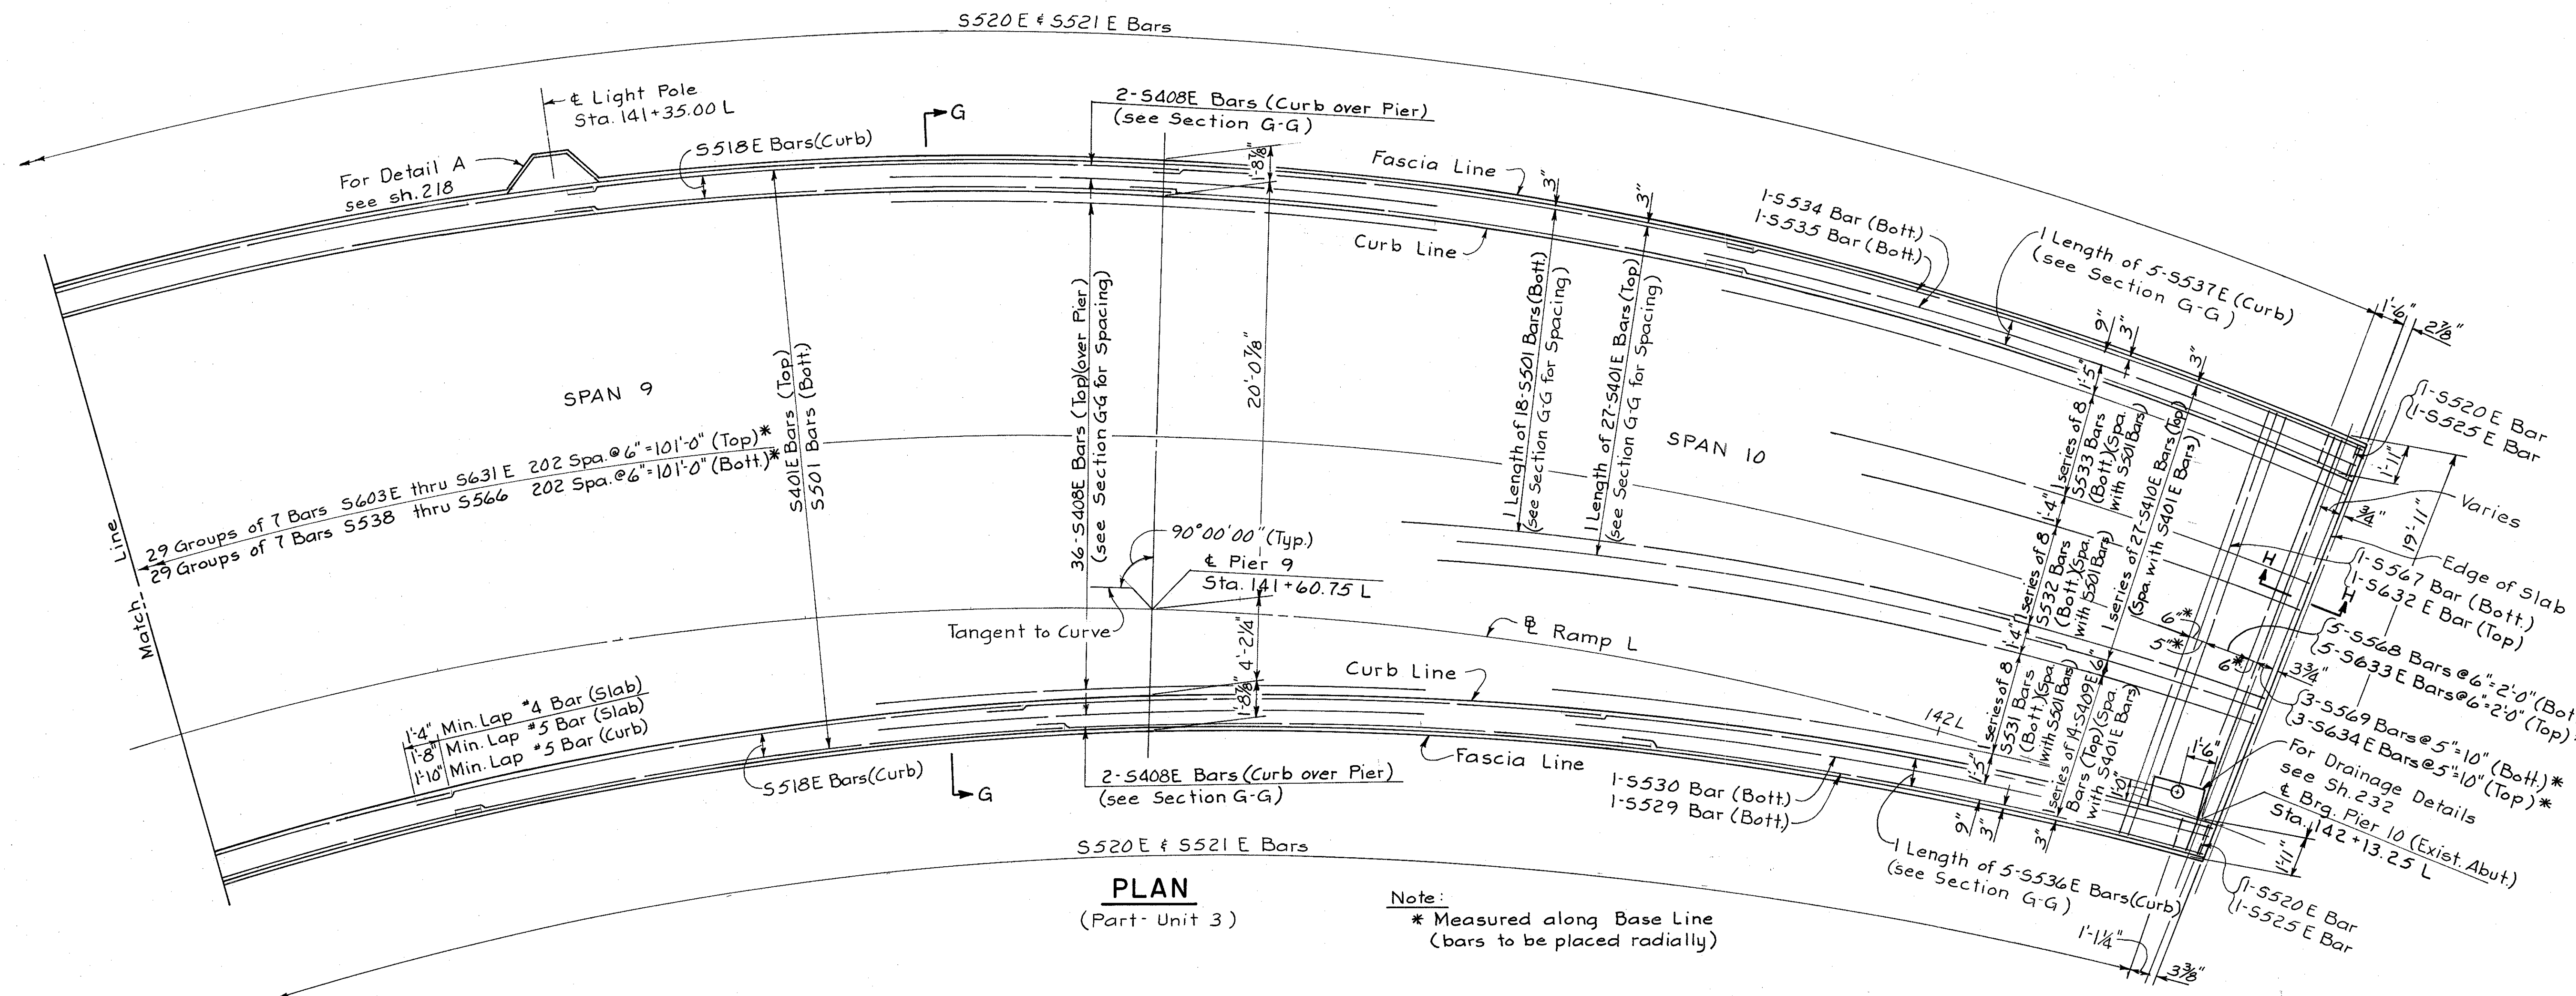 S520 E & S521 E Bars
℄ Light Pole
Sta. 141+35.00 L
G
2-S408E Bars (Curb over Pier)
(see Section G-G)
S518E Bars(Curb)
For Detail A
see sh.218
1'-8⅞"
Fascia Line
3"
3"
1-S534 Bar (Bott.)
1-S535 Bar (Bott.)
1 Length of 5-S537E (Curb)
(see Section G-G)
Curb Line
1'-6"
2⅞"
9"
3"
3"
1'-5"
1-S520 E Bar
1-S525 E Bar
1'-11"
Varies
¾"
19'-11"
Edge of Slab
SPAN 9
SPAN 10
S401E Bars (Top)
S501 Bars (Bott.)
36-S408E Bars (Top)(over Pier)
(see Section G-G for Spacing)
20'-0⅞"
1 Length of 18-S501 Bars(Bott.)
(see Section G-G for Spacing)
1 Length of 27-S401E Bars(Top)
(see Section G-G for Spacing)
1 series of 8
S533 Bars
(Bott.)(Spa.
with S501 Bars)
1'-4"
1 series of 8
S532 Bars
(Bott.)(Spa.
with S501 Bars)
1'-4"
1 series of 27-S410E Bars(Top)
(Spa. with S401 E Bars)
29 Groups of 7 Bars S603E thru S631 E 202 Spa.@6"=101'-0" (Top)*
29 Groups of 7 Bars S538 thru S566 202 Spa.@6"=101'-0" (Bott.)*
Match Line
90°00'00" (Typ.)
℄ Pier 9
Sta. 141+60.75 L
Tangent to Curve
4'-2¼"
1'-8⅞"
℄ Ramp L
Curb Line
142 L
H
H
1-S567 Bar (Bott.)
1-S632 E Bar (Top)
6"*
5"*
6"*
3¾"
5-S568 Bars @6"=2'-0" (Bott
5-S633E Bars@6"=2'-0" (Top)*
3-S569 Bars@5"=10" (Bott.)*
3-S634E Bars@5"=10" (Top)*
1'-6"
For Drainage Details
see Sh.232
℄ Brg. Pier 10 (Exist. Abut.)
Sta. 142+13.25 L
1'-11"
1 series of 8
S531 Bars
(Bott.)(Spa.
with S501 Bars)
1'-5"
6"
1 series of 14-S409E
Bars (Top)(Spa.
with S401E Bars)
1'-0"
1'-4" Min. Lap #4 Bar (Slab)
1'-8" Min. Lap #5 Bar (Slab)
1'-10" Min. Lap #5 Bar (Curb)
S518E Bars(Curb)
G
2-S408E Bars (Curb over Pier)
(see Section G-G)
Fascia Line
1-S530 Bar (Bott.)
1-S529 Bar (Bott.)
9"
3"
3"
1 Length of 5-S536E Bars(Curb)
(see Section G-G)
1-S520 E Bar
1-S525 E Bar
1'-1¼"
3⅜"
S520 E & S521 E Bars
PLAN
(Part- Unit 3)
Note:
* Measured along Base Line
(bars to be placed radially)